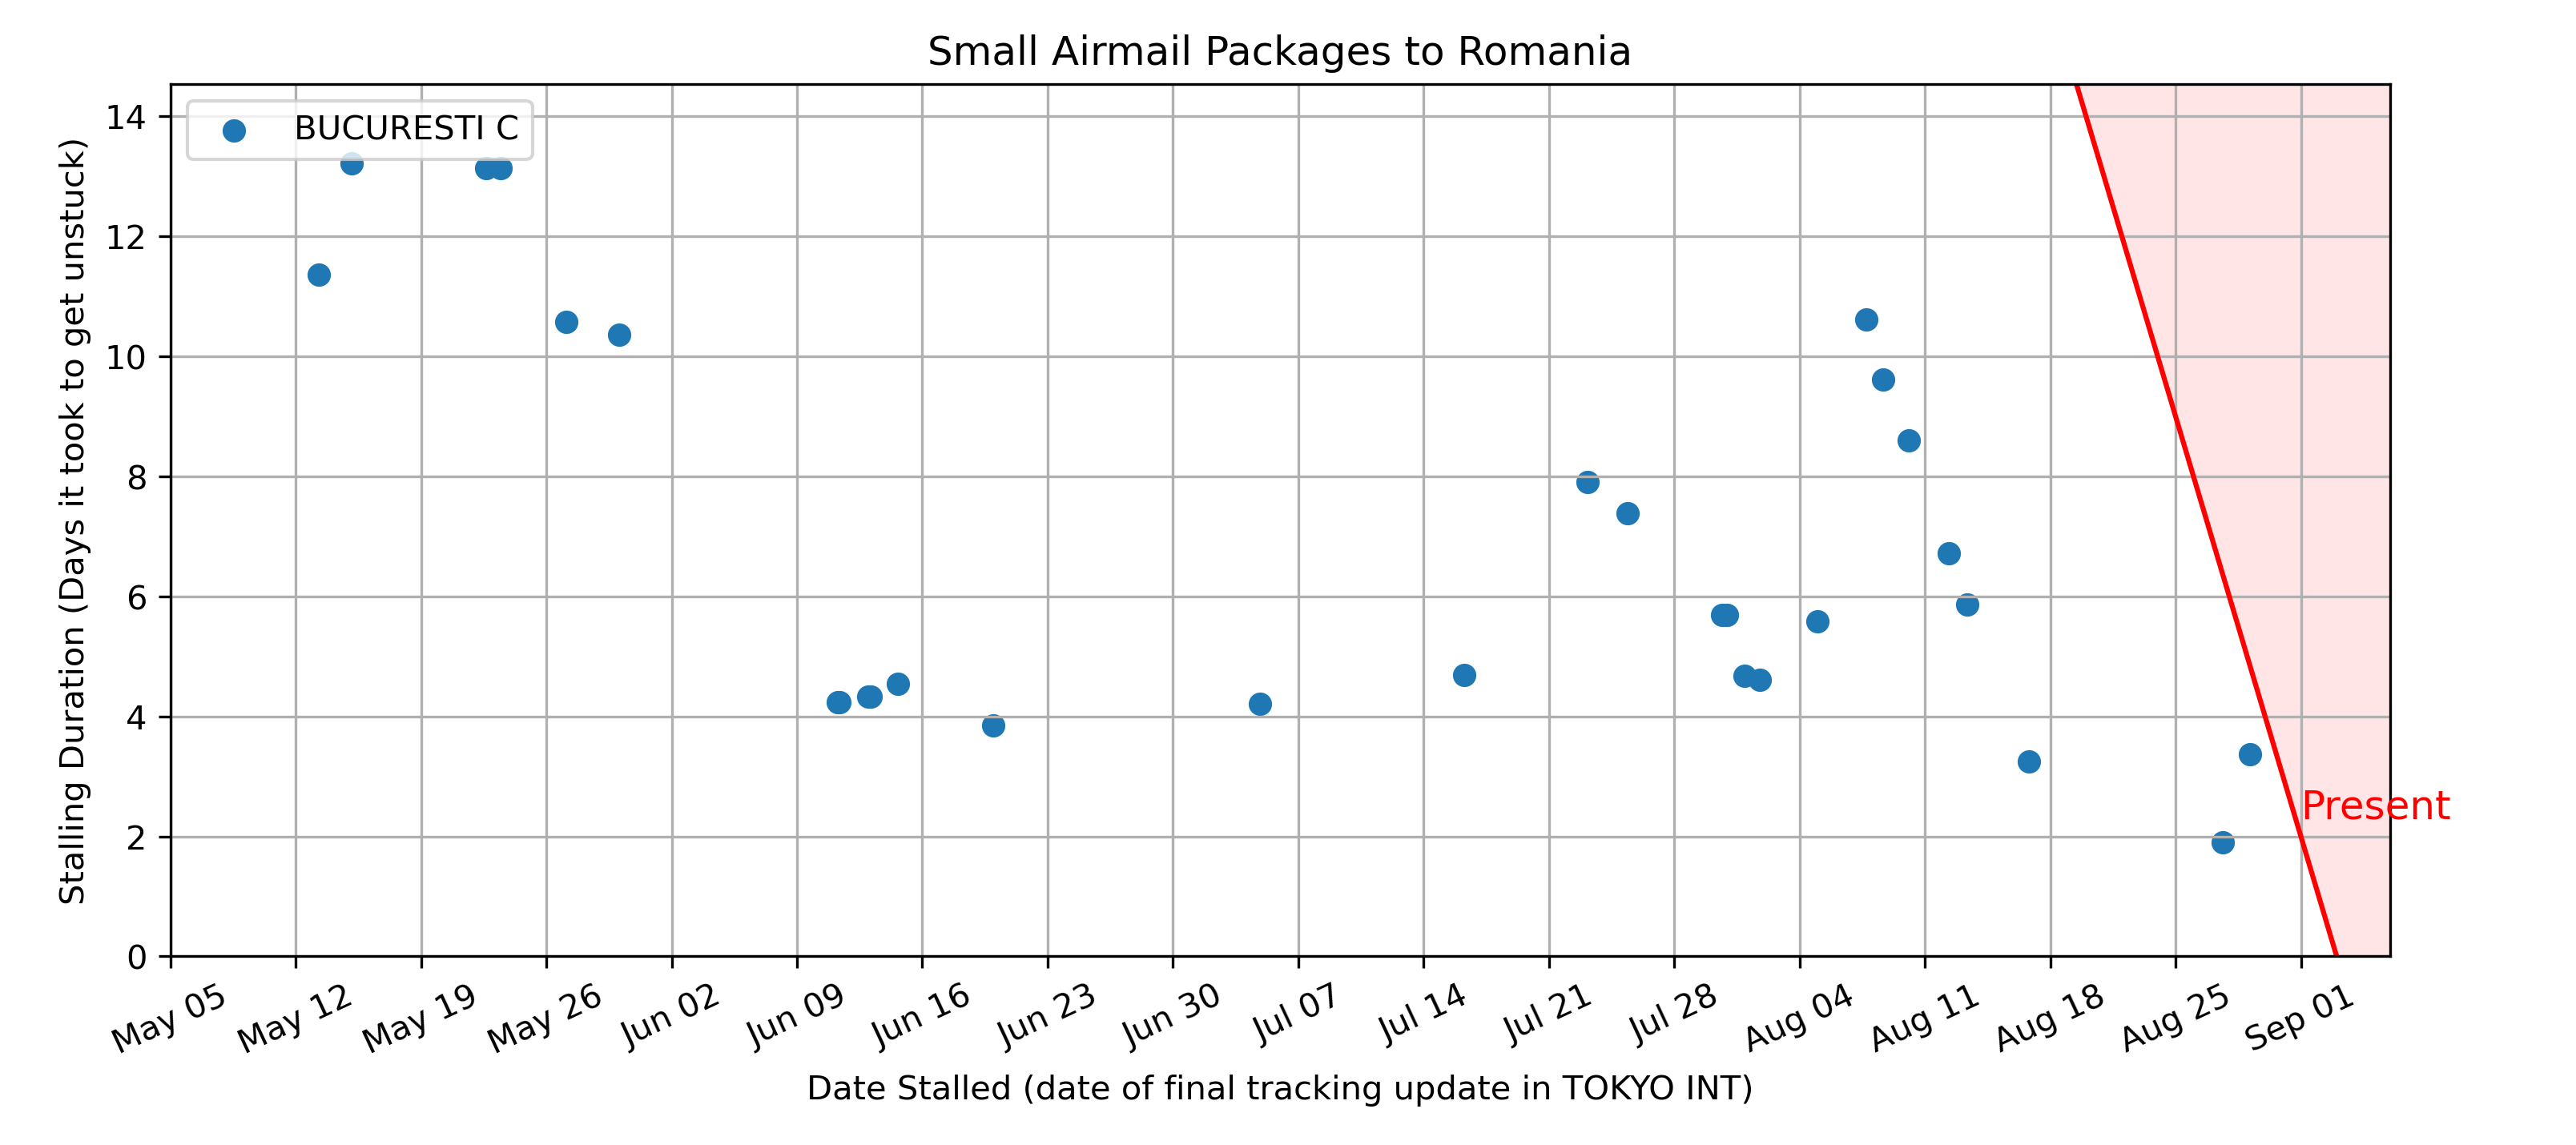 Small Airmail Packages to Romania
BUCURESTI C
Stalling Duration (Days it took to get unstuck)
14
12
10
8
6
4
2
0
Present
May 05
May 12
May 19
May 26
Jun 02
Jun 09
Jun 16
Jun 23
Jun 30
Jul 07
Jul 14
Jul 21
Jul 28
Aug 04
Aug 11
Aug 18
Aug 25
Sep 01
Date Stalled (date of final tracking update in TOKYO INT)